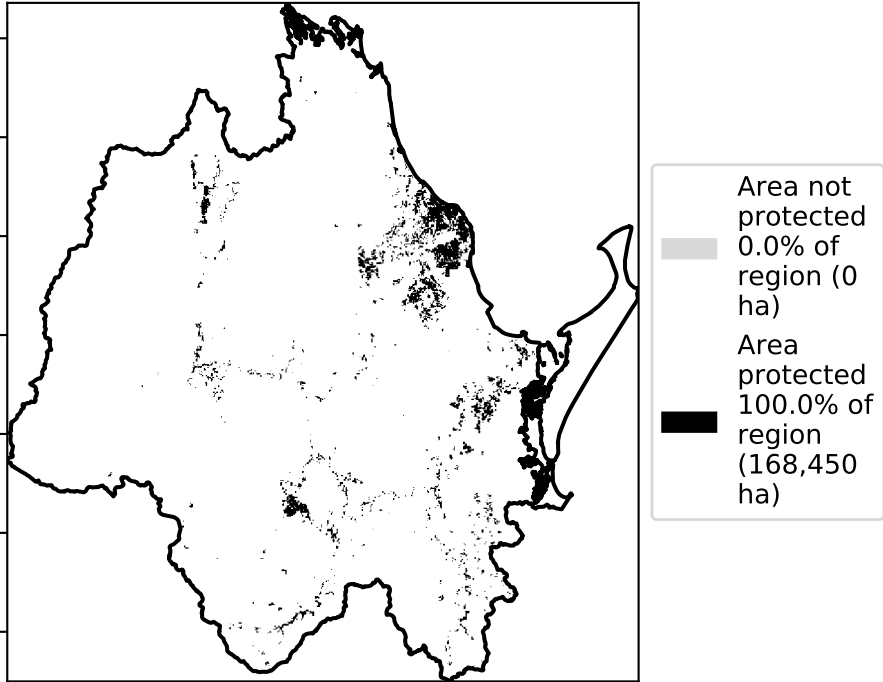 Area not
protected
0.0% of
region (0
ha)
Area
protected
100.0% of
region
(168,450
ha)